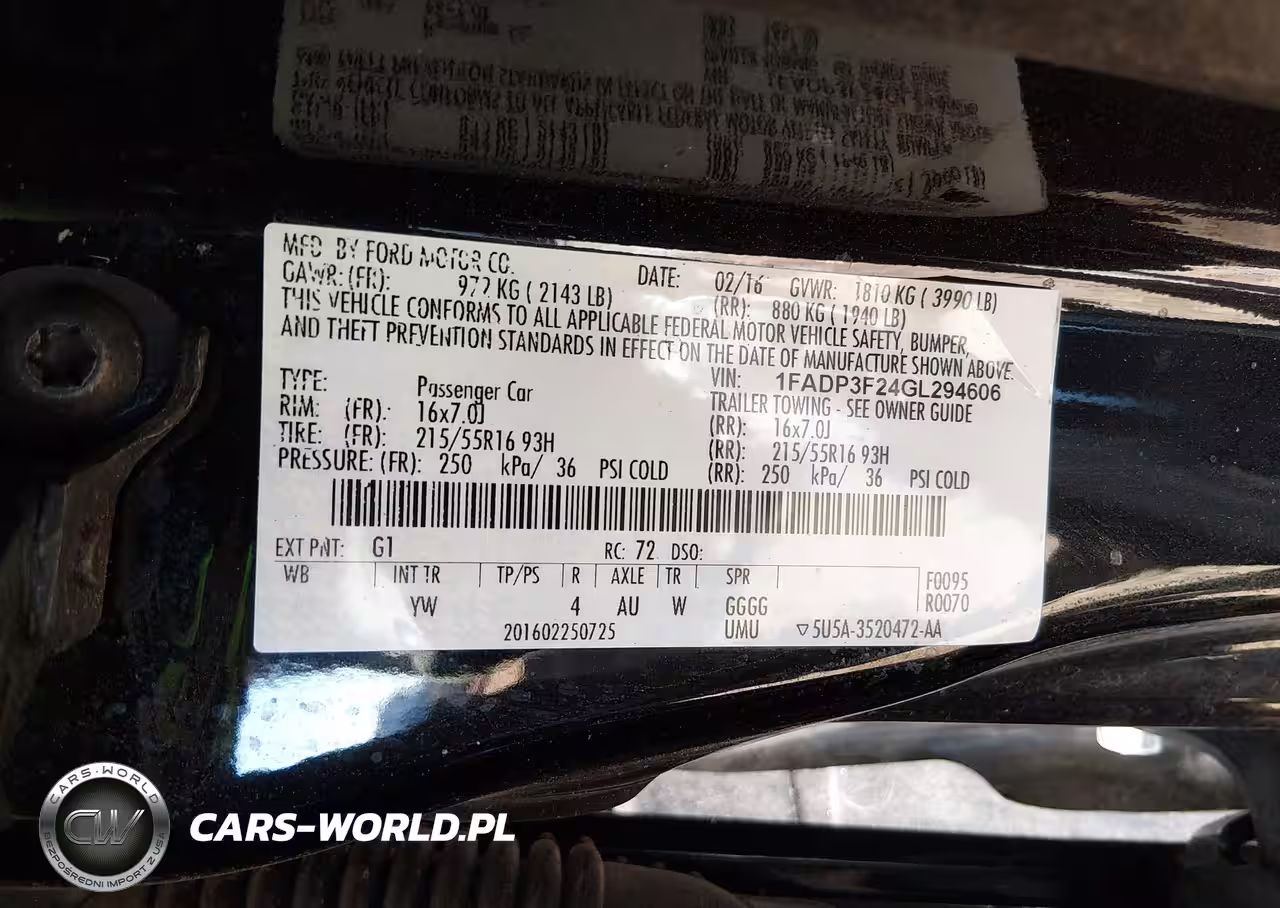 MFD. BY FORD MOTOR CO.
DATE: 02/16 GVWR: 1810 KG ( 3990 LB)
GAWR: (FR): 972 KG ( 2143 LB) (RR): 880 KG ( 1940 LB)
THIS VEHICLE CONFORMS TO ALL APPLICABLE FEDERAL MOTOR VEHICLE SAFETY, BUMPER,
AND THEFT PREVENTION STANDARDS IN EFFECT ON THE DATE OF MANUFACTURE SHOWN ABOVE.
VIN: 1FADP3F24GL294606
TYPE: Passenger Car TRAILER TOWING - SEE OWNER GUIDE
RIM: (FR): 16x7.0J (RR): 16x7.0J
TIRE: (FR): 215/55R16 93H (RR): 215/55R16 93H
PRESSURE: (FR): 250 kPa/ 36 PSI COLD (RR): 250 kPa/ 36 PSI COLD
EXT PNT: G1 RC: 72 DSO:
WB INT TR TP/PS R AXLE TR SPR F0095
YW 4 AU W GGGG R0070
201602250725 UMU ▽5U5A-3520472-AA
CARS-WORLD
CW
BEZPOŚREDNI IMPORT Z USA
CARS-WORLD.PL